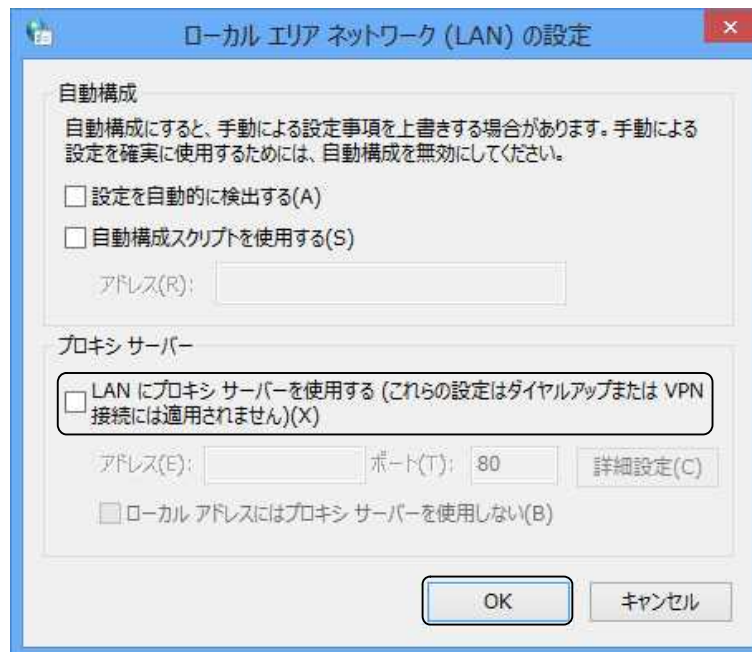 ローカル エリア ネットワーク (LAN) の設定
自動構成
自動構成にすると、手動による設定事項を上書きする場合があります。手動による
設定を確実に使用するためには、自動構成を無効にしてください。
設定を自動的に検出する(A)
自動構成スクリプトを使用する(S)
アドレス(R):
プロキシ サーバー
LAN にプロキシ サーバーを使用する (これらの設定はダイヤルアップまたは VPN
接続には適用されません)(X)
アドレス(E): ポート(T): 80 詳細設定(C)
ローカル アドレスにはプロキシ サーバーを使用しない(B)
OK キャンセル